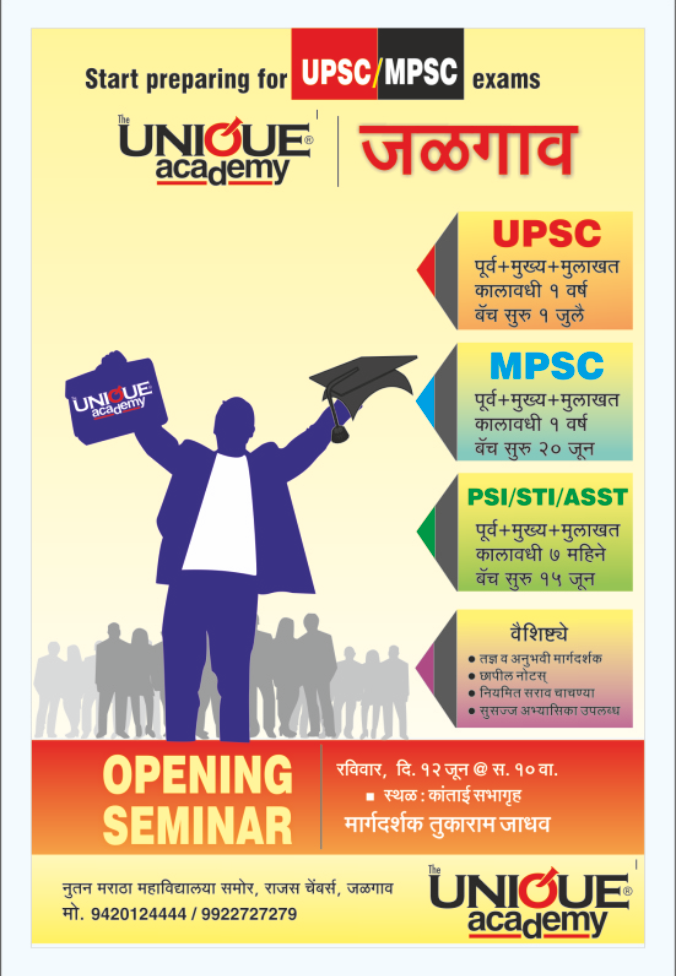 Start preparing for UPSC/MPSC exams
The UNIQUE® academy
जळगाव
UPSC
पूर्व+मुख्य+मुलाखत
कालावधी १ वर्ष
बॅच सुरु १ जुलै
UNIQUE
academy
MPSC
पूर्व+मुख्य+मुलाखत
कालावधी १ वर्ष
बॅच सुरु २० जून
PSI/STI/ASST
पूर्व+मुख्य+मुलाखत
कालावधी ७ महिने
बॅच सुरु १५ जून
वैशिष्ट्ये
● तज्ञ व अनुभवी मार्गदर्शक
● छापील नोटस्
● नियमित सराव चाचण्या
● सुसज्ज अभ्यासिका उपलब्ध
OPENING
SEMINAR
रविवार, दि. १२ जून @ स. १० वा.
■ स्थळ : कांताई सभागृह
मार्गदर्शक तुकाराम जाधव
नुतन मराठा महाविद्यालया समोर, राजस चेंबर्स, जळगाव
मो. 9420124444 / 9922727279
The UNIQUE®
academy